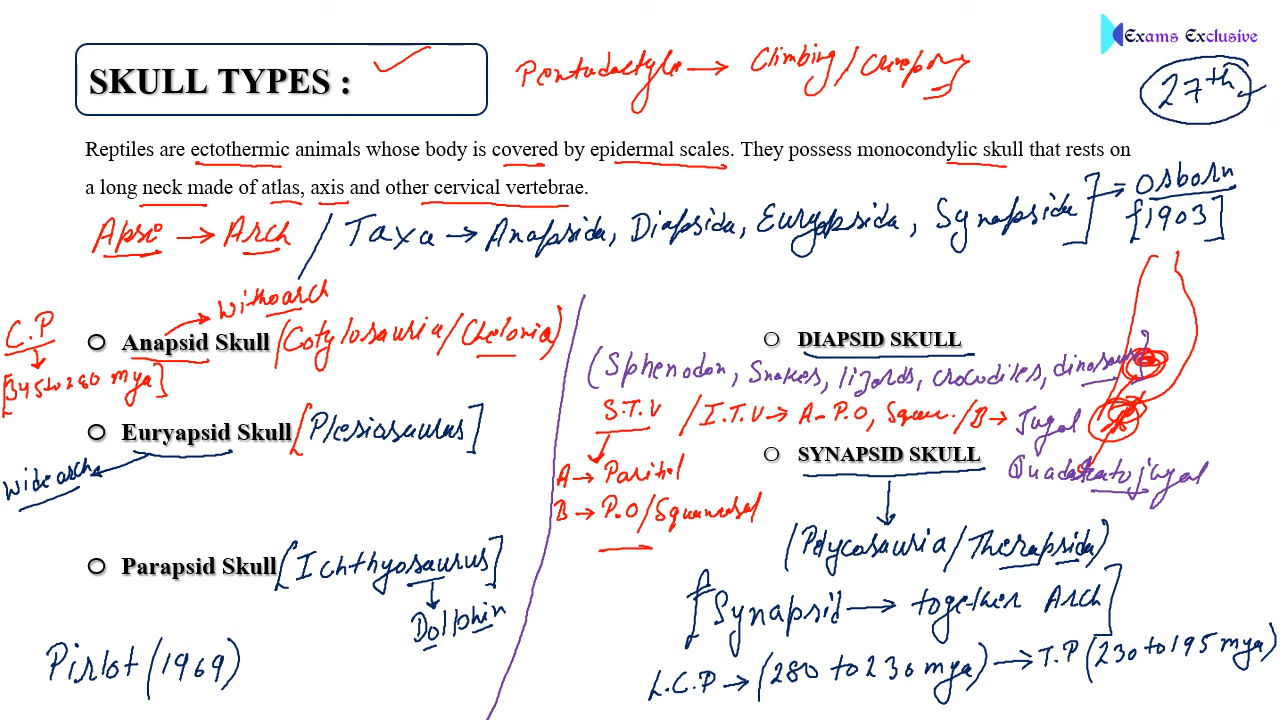 Exams Exclusive
SKULL TYPES :
Pentadactyle → Climbing / Creeping
27th
Reptiles are ectothermic animals whose body is covered by epidermal scales. They possess monocondylic skull that rests on
a long neck made of atlas, axis and other cervical vertebrae.
Apsi → Arch / Taxa → Anapsida, Diapsida, Euryapsida, Synapsida] → Osborn
[1903]
Without arch
C.P
Anapsid Skull / (Cotylosauria / Chelonia)
[345 to 280 mya]
Euryapsid Skull [Plesiosaurus]
Wide arch
Parapsid Skull [Ichthyosaurus]
Dolphin
Pirlot (1969)
DIAPSID SKULL
(Sphenodon, Snakes, lizards, crocodiles, dinosaurs)
S.T.V / I.T.V → A – P.O, Squam. / B → Jugal
Quadratojugal
A → Parital
B → P.O / Squamosal
SYNAPSID SKULL
(Pelycosauria / Therapsida)
[Synapsid → together Arch]
L.C.P → (280 to 230 mya) → T.P (230 to 195 mya)